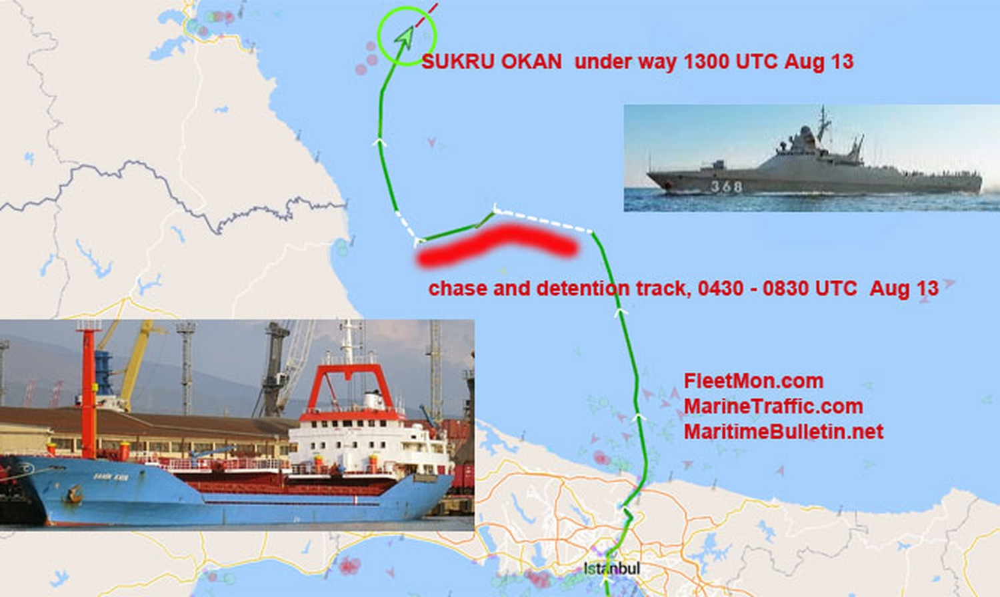 SUKRU OKAN under way 1300 UTC Aug 13
368
chase and detention track, 0430 - 0830 UTC Aug 13
FleetMon.com
MarineTraffic.com
MaritimeBulletin.net
Istanbul